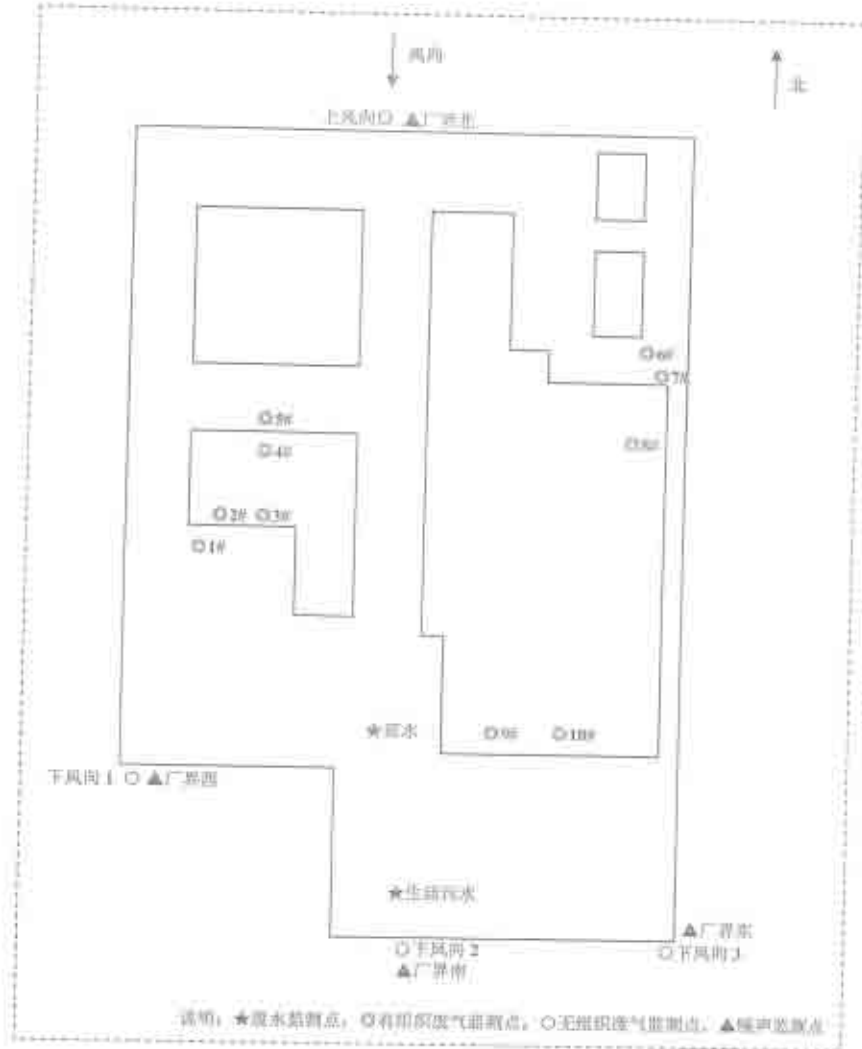 风向
北
上风向○ ▲厂界北
◎6#
◎7#
◎5#
◎8#
◎4#
◎2# ◎3#
◎1#
★雨水
◎9# ◎10#
下风向1 ○ ▲厂界西
★生活污水
▲厂界东
○下风向2
○下风向3
▲厂界南
说明：★废水监测点，◎有组织废气监测点，○无组织废气监测点，▲噪声监测点